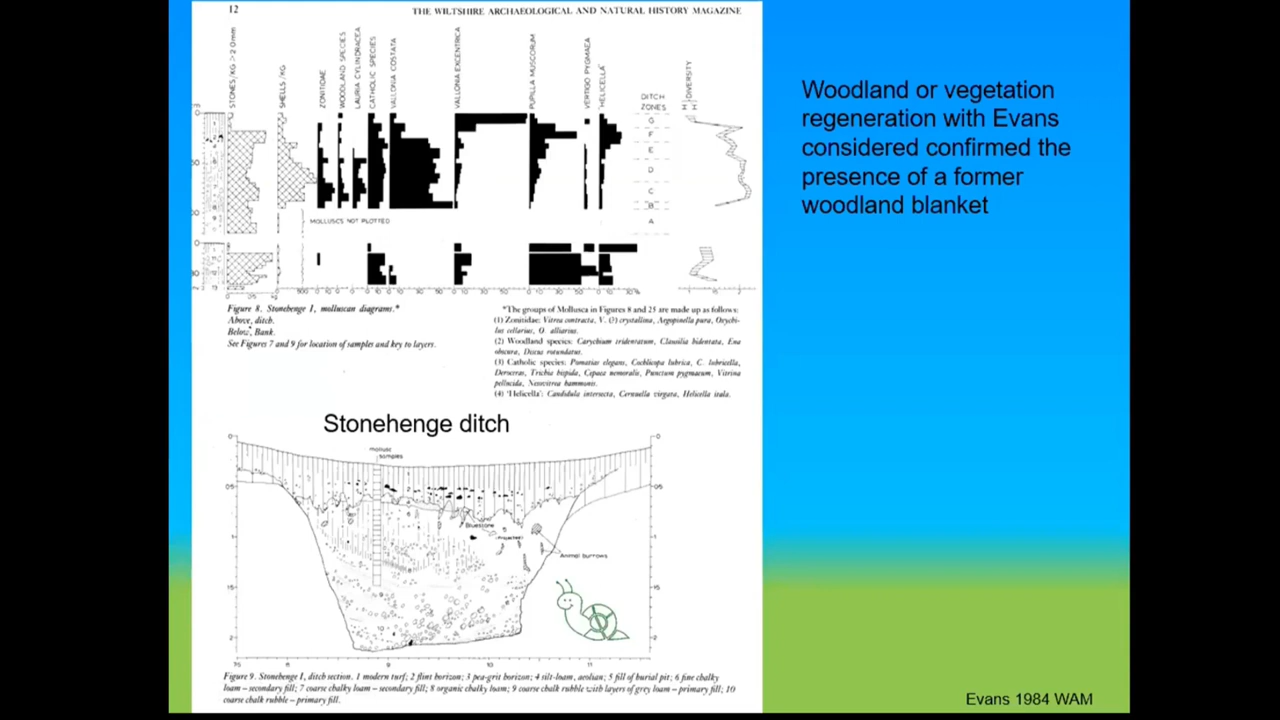 12
THE WILTSHIRE ARCHAEOLOGICAL AND NATURAL HISTORY MAGAZINE
STONES/KG > 2.0mm
SHELLS/KG
ZONITIDAE
WOODLAND SPECIES
LAURIA CYLINDRACEA
CATHOLIC SPECIES
VALLONIA COSTATA
VALLONIA EXCENTRICA
PUPILLA MUSCORUM
VERTIGO PYGMAEA
'HELICELLA'
DITCH
ZONES
DIVERSITY
G
F
E
D
C
B
A
MOLLUSCS NOT PLOTTED
Figure 8. Stonehenge I, molluscan diagrams.*
Above, ditch.
Below, Bank.
See Figures 7 and 9 for location of samples and key to layers.
*The groups of Mollusca in Figures 8 and 25 are made up as follows:
(1) Zonitidae: Vitrea contracta, V. (?) crystallina, Aegopinella pura, Oxychi-
lus cellarius, O. alliarius.
(2) Woodland species: Carychium tridentatum, Clausilia bidentata, Ena
obscura, Discus rotundatus.
(3) Catholic species: Pomatias elegans, Cochlicopa lubrica, C. lubricella,
Deroceras, Trichia hispida, Cepaea nemoralis, Punctum pygmaeum, Vitrina
pellucida, Nesovitrea hammonis.
(4) 'Helicella': Candidula intersecta, Cernuella virgata, Helicella itala.
Woodland or vegetation
regeneration with Evans
considered confirmed the
presence of a former
woodland blanket
Stonehenge ditch
mollusc
samples
Bluestone
(Projected)
Animal burrows
Figure 9. Stonehenge I, ditch section. 1 modern turf; 2 flint horizon; 3 pea-grit horizon; 4 silt-loam, aeolian; 5 fill of burial pit; 6 fine chalky
loam – secondary fill; 7 coarse chalky loam – secondary fill; 8 organic chalky loam; 9 coarse chalk rubble with layers of grey loam – primary fill; 10
coarse chalk rubble – primary fill.
Evans 1984 WAM